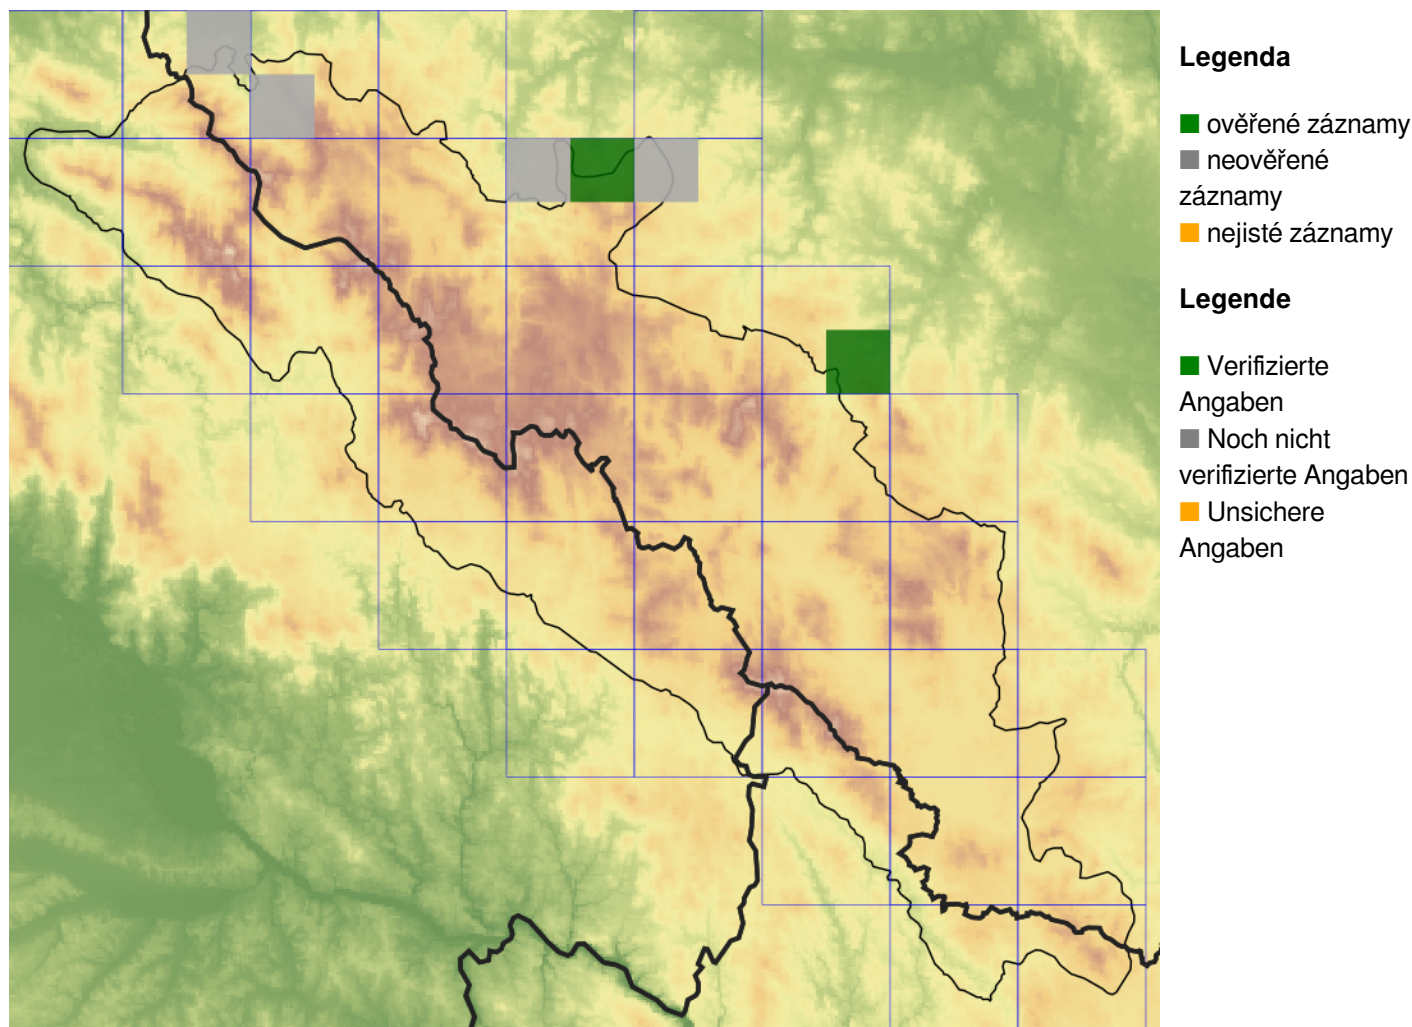 Legenda
ověřené záznamy
neověřené
záznamy
nejisté záznamy
Legende
Verifizierte
Angaben
Noch nicht
verifizierte Angaben
Unsichere
Angaben